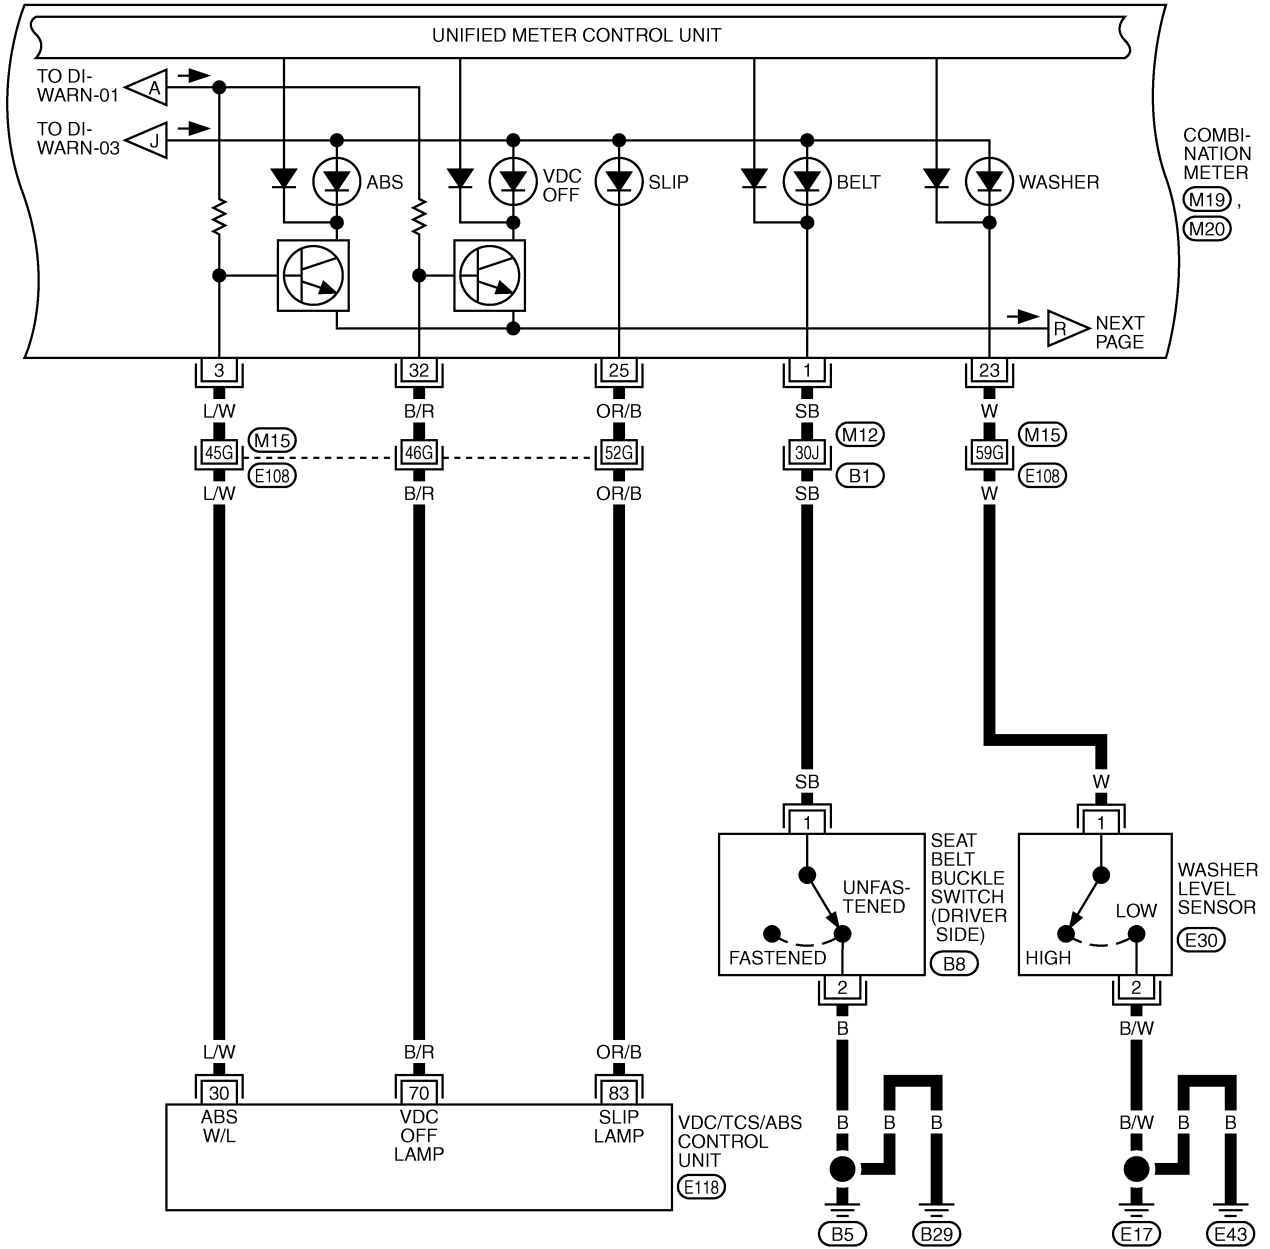 UNIFIED METER CONTROL UNIT
TO DI-
WARN-01
A
TO DI-
WARN-03
J
ABS
VDC
OFF
SLIP
BELT
WASHER
COMBI-
NATION
METER
M19 ,
M20
R
NEXT
PAGE
3
32
25
1
23
L/W
B/R
OR/B
SB
W
45G
M15
E108
46G
52G
30J
M12
B1
59G
M15
E108
L/W
B/R
OR/B
SB
W
SB
W
1
1
UNFAS-
TENED
FASTENED
SEAT
BELT
BUCKLE
SWITCH
(DRIVER
SIDE)
B8
LOW
HIGH
WASHER
LEVEL
SENSOR
E30
2
2
B
B/W
L/W
B/R
OR/B
30
70
83
ABS
W/L
VDC
OFF
LAMP
SLIP
LAMP
VDC/TCS/ABS
CONTROL
UNIT
E118
B
B
B
B/W
B
B
B5
B29
E17
E43